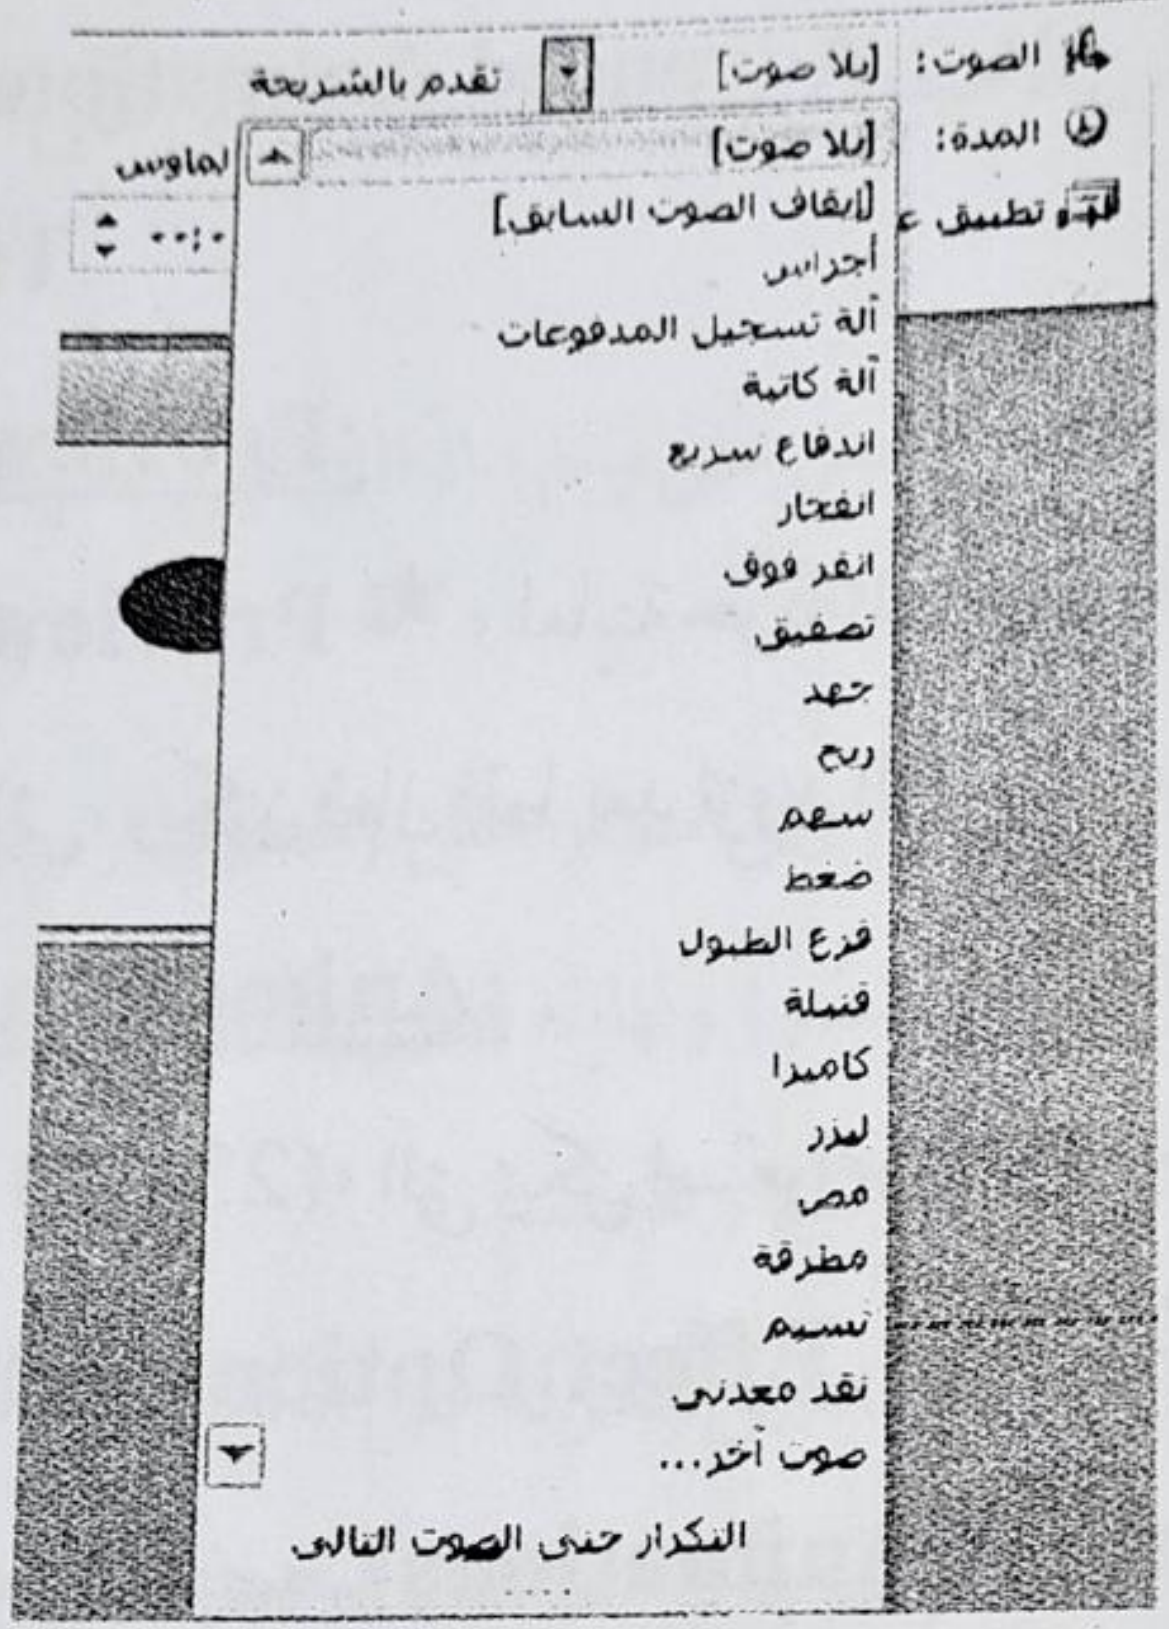 الصوت: [بلا صوت] تقدم بالشريحة
المدة: الماوس
تطبيق ع ٠٠:٠
[بلا صوت]
[إيقاف الصوت السابق]
أجراس
آلة تسجيل المدفوعات
آلة كاتبة
اندفاع سريع
انفجار
انقر فوق
تصفيق
جهد
ريح
سهم
ضغط
قرع الطبول
قنبلة
كاميرا
ليزر
مص
مطرقة
نسيم
نقد معدني
صوت آخر...
التكرار حتى الصوت التالي